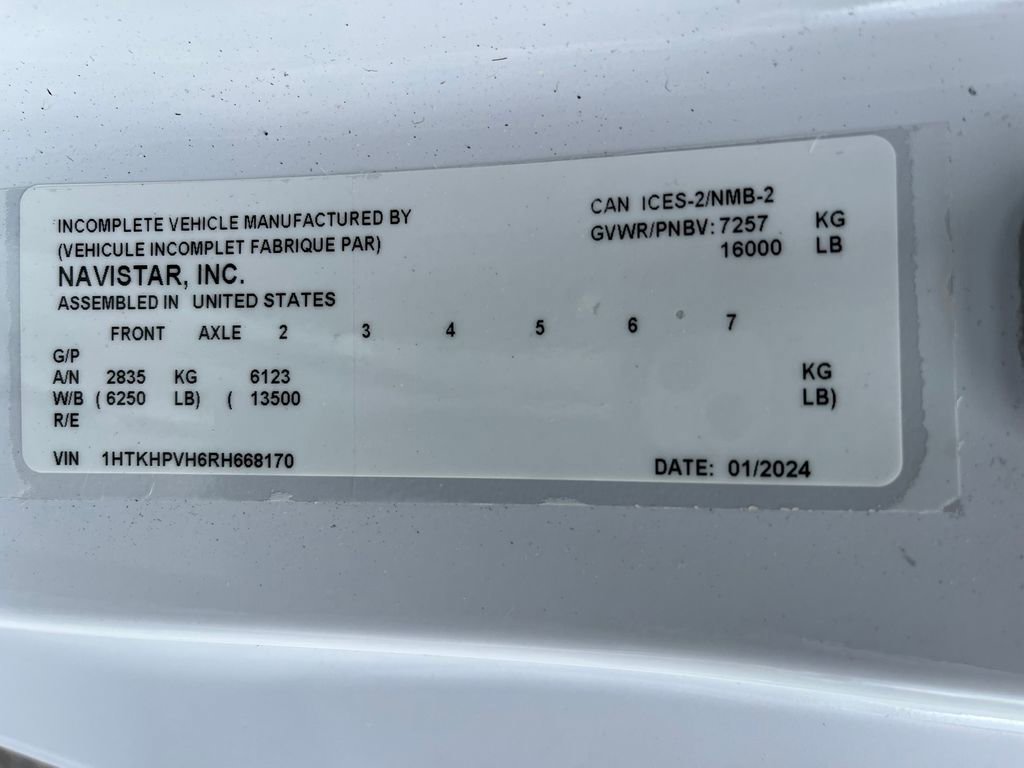 INCOMPLETE VEHICLE MANUFACTURED BY
(VEHICULE INCOMPLET FABRIQUE PAR)
NAVISTAR, INC.
ASSEMBLED IN UNITED STATES
CAN ICES-2/NMB-2
GVWR/PNBV: 7257 KG
16000 LB
FRONT AXLE 2 3 4 5 6 7
G/P
A/N 2835 KG 6123 KG
W/B ( 6250 LB) ( 13500 LB)
R/E
VIN 1HTKHPVH6RH668170
DATE: 01/2024